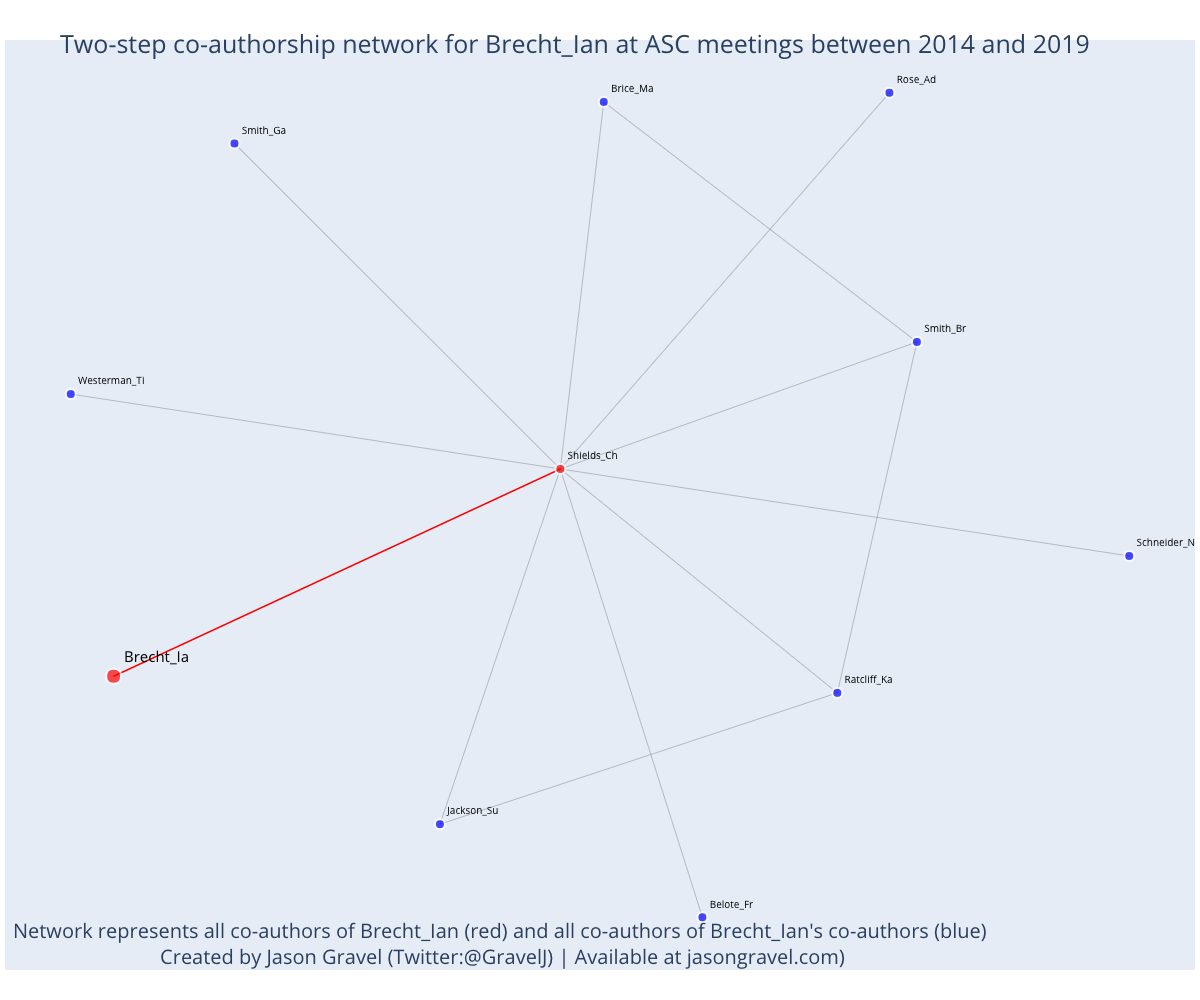 Two-step co-authorship network for Brecht_Ian at ASC meetings between 2014 and 2019
Rose_Ad
Brice_Ma
Smith_Ga
Smith_Br
Westerman_Ti
Shields_Ch
Schneider_N
Brecht_Ia
Ratcliff_Ka
Jackson_Su
Belote_Fr
Network represents all co-authors of Brecht_Ian (red) and all co-authors of Brecht_Ian's co-authors (blue)
Created by Jason Gravel (Twitter:@GravelJ) | Available at jasongravel.com)